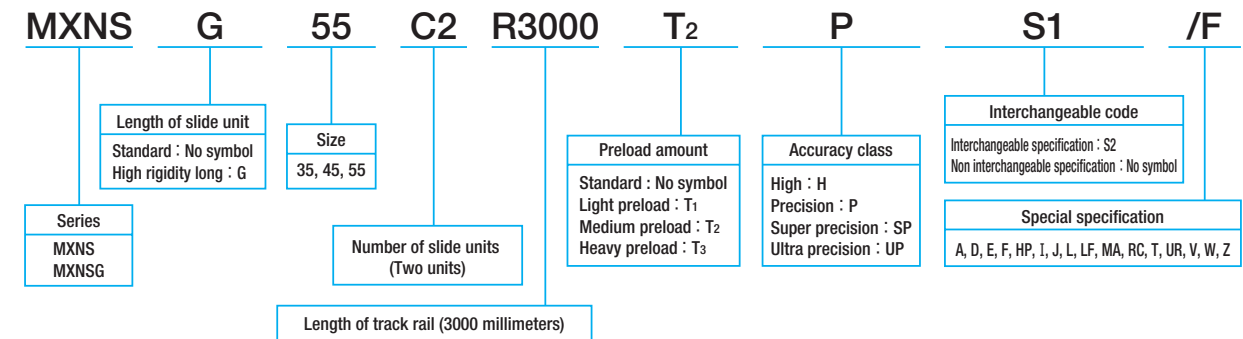 MXNS G 55 C2 R3000 T2 P S1 /F
Length of slide unit
Standard : No symbol
High rigidity long : G
Size
35, 45, 55
Interchangeable code
Interchangeable specification : S2
Non interchangeable specification : No symbol
Preload amount
Standard : No symbol
Light preload : T1
Medium preload : T2
Heavy preload : T3
Accuracy class
High : H
Precision : P
Super precision : SP
Ultra precision : UP
Series
MXNS
MXNSG
Number of slide units
(Two units)
Special specification
A, D, E, F, HP, I, J, L, LF, MA, RC, T, UR, V, W, Z
Length of track rail (3000 millimeters)